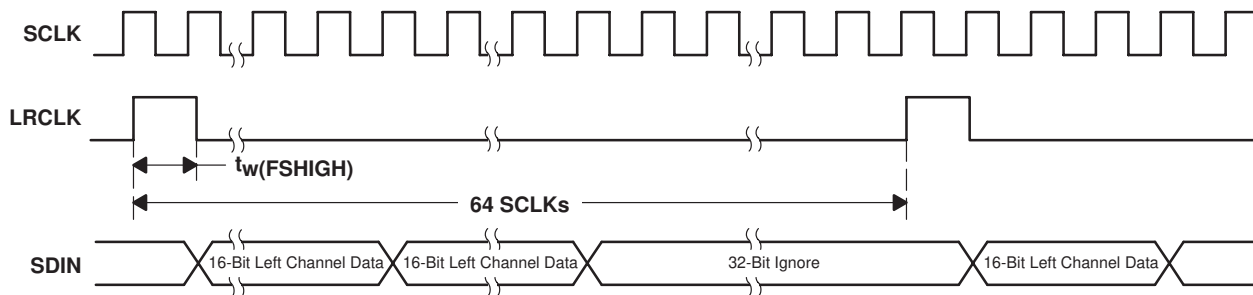 SCLK
LRCLK
tw(FSHIGH)
64 SCLKs
SDIN
16-Bit Left Channel Data
16-Bit Left Channel Data
32-Bit Ignore
16-Bit Left Channel Data